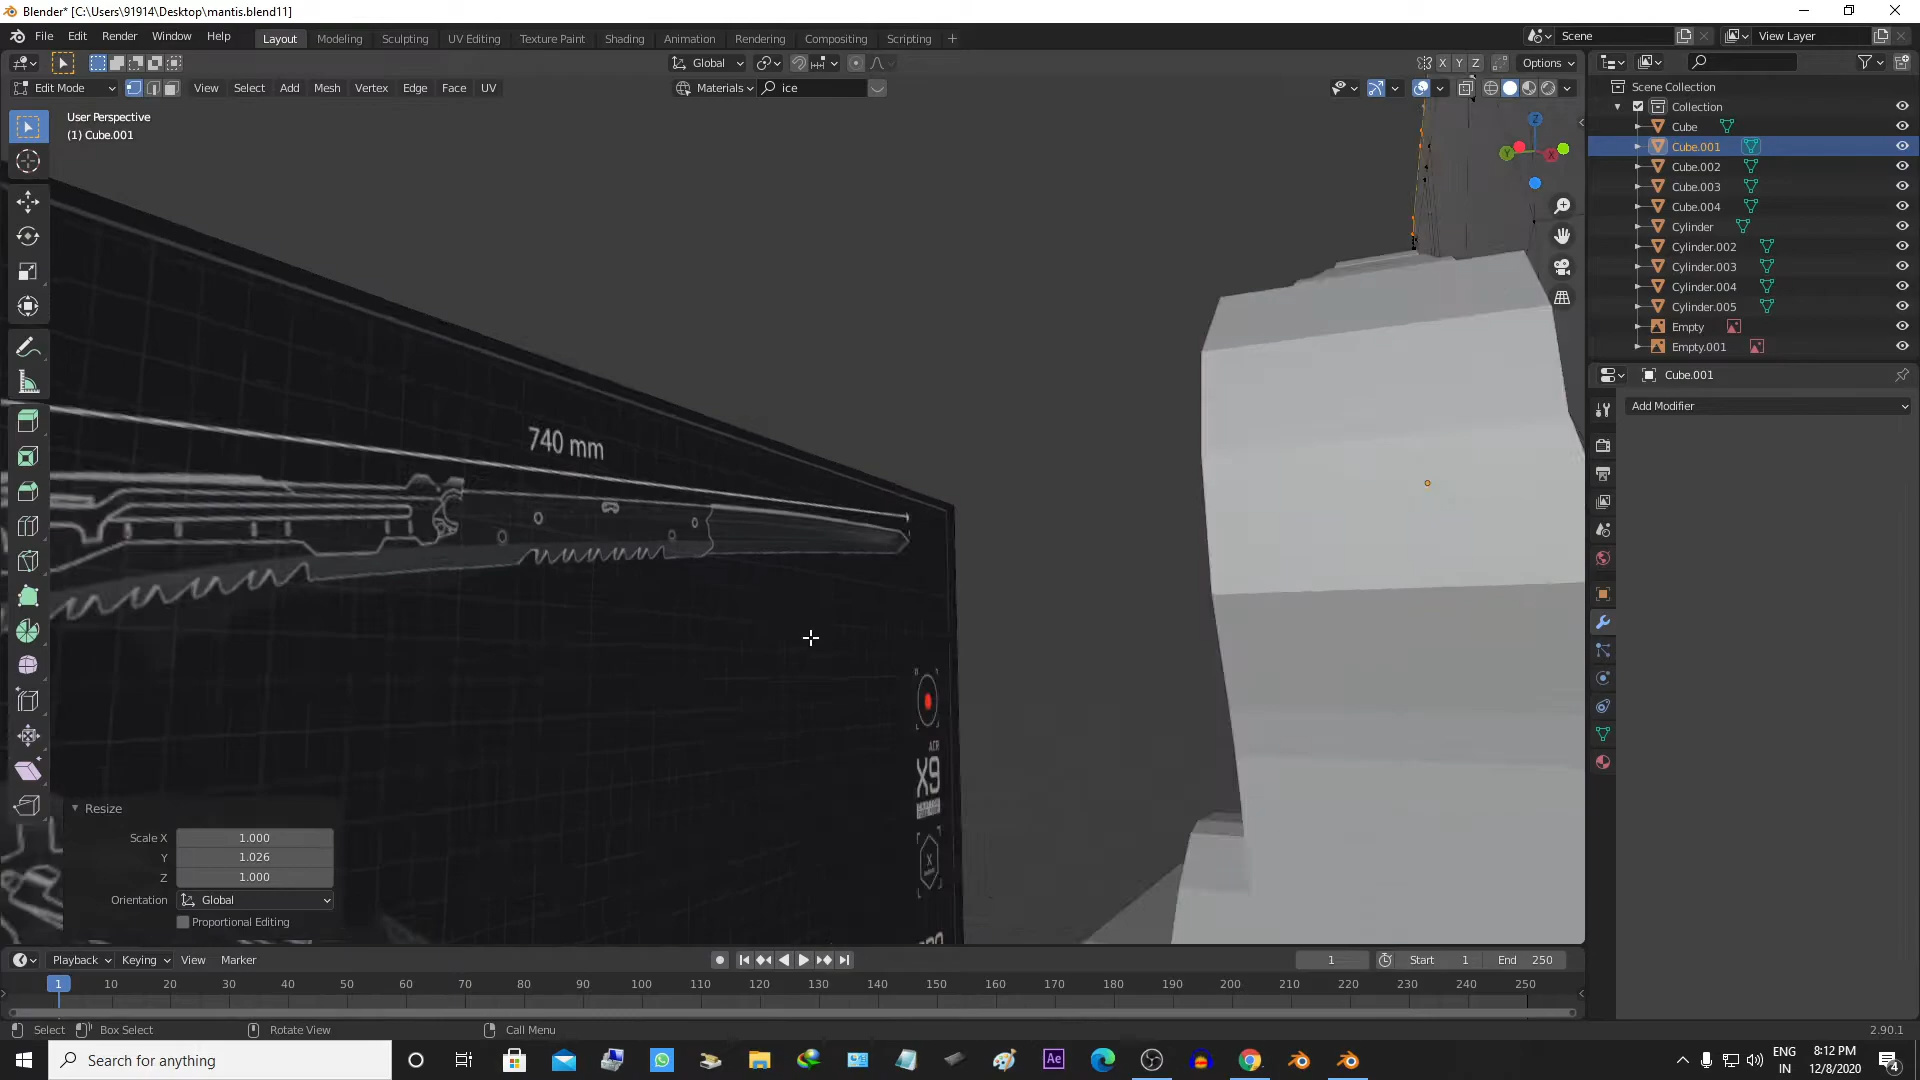 Blender* [C:\Users\91914\Desktop\mantis.blend11]
File Edit Render Window Help
Layout Modeling Sculpting UV Editing Texture Paint Shading Animation Rendering Compositing Scripting
Scene
View Layer
Global
X Y Z
Options
Edit Mode
View Select Add Mesh Vertex Edge Face UV
Materials
ice
User Perspective
(1) Cube.001
Z
Y
X
Scene Collection
Collection
Cube
Cube.001
Cube.002
Cube.003
Cube.004
Cylinder
Cylinder.002
Cylinder.003
Cylinder.004
Cylinder.005
Empty
Empty.001
Cube.001
Add Modifier
740 mm
ACR
X9
X
Resize
Scale X 1.000
Y 1.026
Z 1.000
Orientation Global
Proportional Editing
Playback Keying View Marker
1
Start 1
End 250
1 10 20 30 40 50 60 70 80 90 100 110 120 130 140 150 160 170 180 190 200 210 220 230 240 250
Select Box Select Rotate View Call Menu
2.90.1
Search for anything
Ae
ENG
IN
8:12 PM
12/8/2020
4